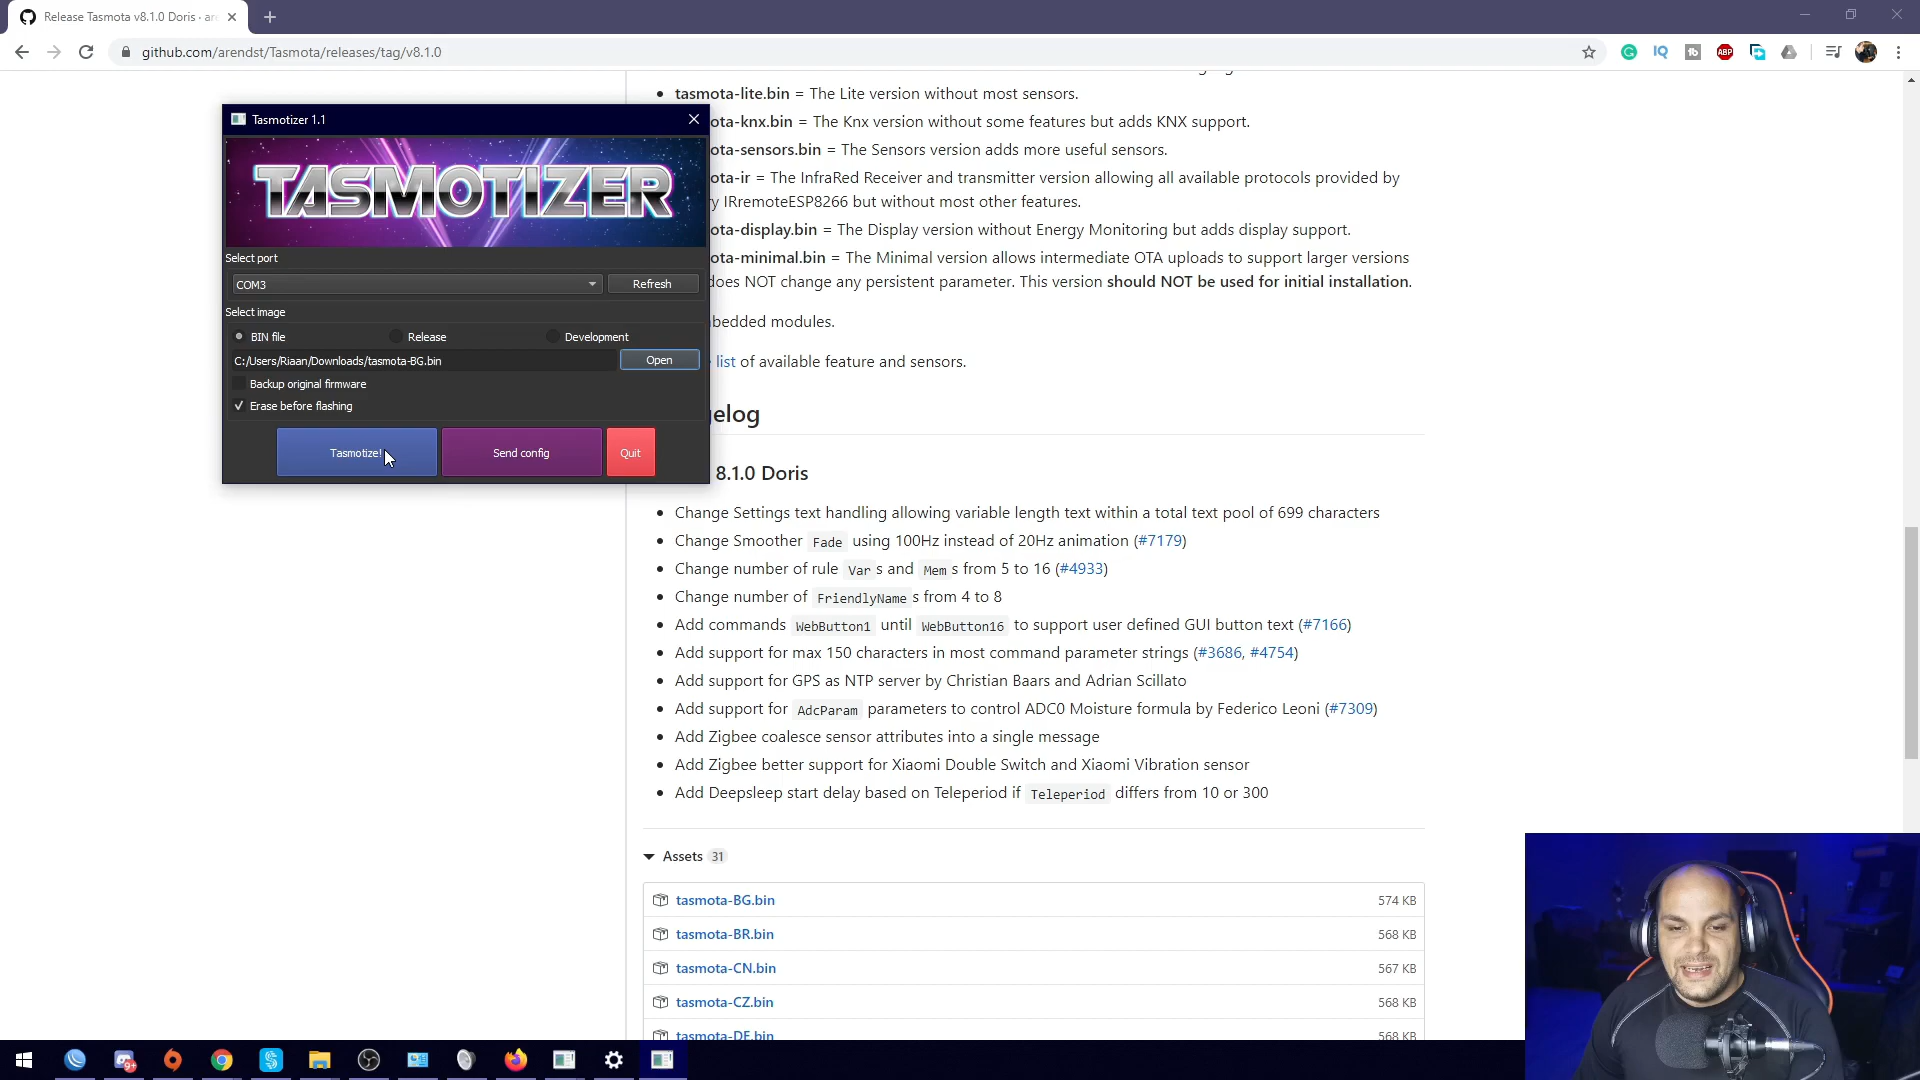 Release Tasmota v8.1.0 Doris · are
github.com/arendst/Tasmota/releases/tag/v8.1.0
tasmota-lite.bin = The Lite version without most sensors.
Tasmotizer 1.1
ota-knx.bin = The Knx version without some features but adds KNX support.
ota-sensors.bin = The Sensors version adds more useful sensors.
TASMOTIZER
ota-ir = The InfraRed Receiver and transmitter version allowing all available protocols provided by
y IRremoteESP8266 but without most other features.
ota-display.bin = The Display version without Energy Monitoring but adds display support.
Select port
ota-minimal.bin = The Minimal version allows intermediate OTA uploads to support larger versions
COM3
Refresh
does NOT change any persistent parameter. This version should NOT be used for initial installation.
Select image
bedded modules.
BIN file
Release
Development
C:/Users/Riaan/Downloads/tasmota-BG.bin
Open
list of available feature and sensors.
Backup original firmware
Erase before flashing
elog
Tasmotize!
Send config
Quit
8.1.0 Doris
Change Settings text handling allowing variable length text within a total text pool of 699 characters
Change Smoother Fade using 100Hz instead of 20Hz animation (#7179)
Change number of rule Var s and Mem s from 5 to 16 (#4933)
Change number of FriendlyName s from 4 to 8
Add commands WebButton1 until WebButton16 to support user defined GUI button text (#7166)
Add support for max 150 characters in most command parameter strings (#3686, #4754)
Add support for GPS as NTP server by Christian Baars and Adrian Scillato
Add support for AdcParam parameters to control ADC0 Moisture formula by Federico Leoni (#7309)
Add Zigbee coalesce sensor attributes into a single message
Add Zigbee better support for Xiaomi Double Switch and Xiaomi Vibration sensor
Add Deepsleep start delay based on Teleperiod if Teleperiod differs from 10 or 300
Assets 31
tasmota-BG.bin 574 KB
tasmota-BR.bin 568 KB
tasmota-CN.bin 567 KB
tasmota-CZ.bin 568 KB
tasmota-DE.bin 568 KB